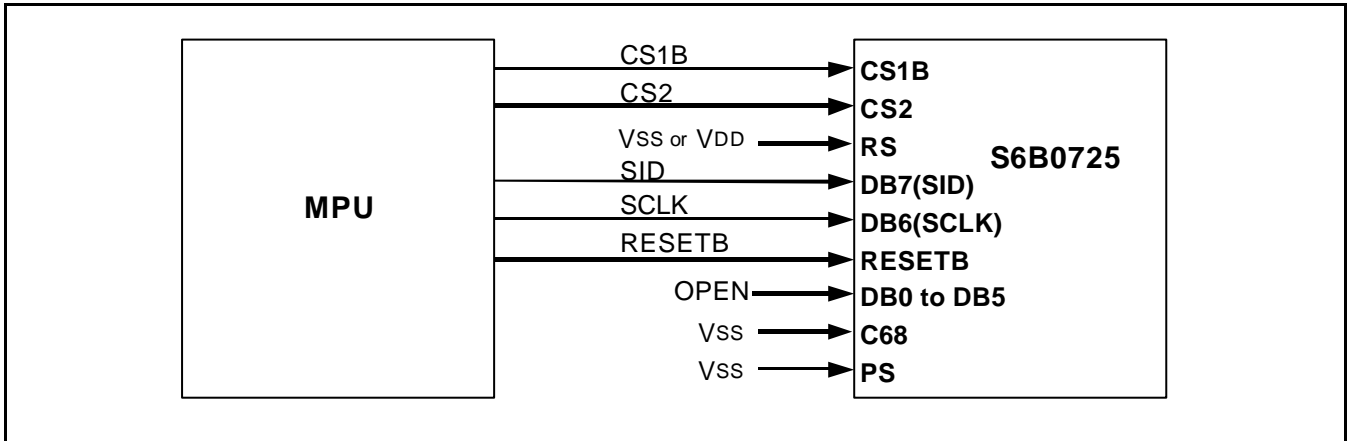 CS1B
CS1B
CS2
CS2
VSS or VDD
RS
S6B0725
SID
DB7(SID)
MPU
SCLK
DB6(SCLK)
RESETB
RESETB
OPEN
DB0 to DB5
VSS
C68
VSS
PS